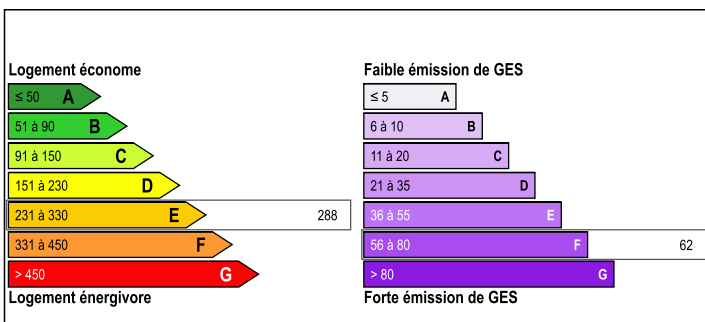 Logement économe
≤ 50 A
51 à 90 B
91 à 150 C
151 à 230 D
231 à 330 E 288
331 à 450 F
> 450 G
Logement énergivore
Faible émission de GES
≤ 5 A
6 à 10 B
11 à 20 C
21 à 35 D
36 à 55 E
56 à 80 F 62
> 80 G
Forte émission de GES